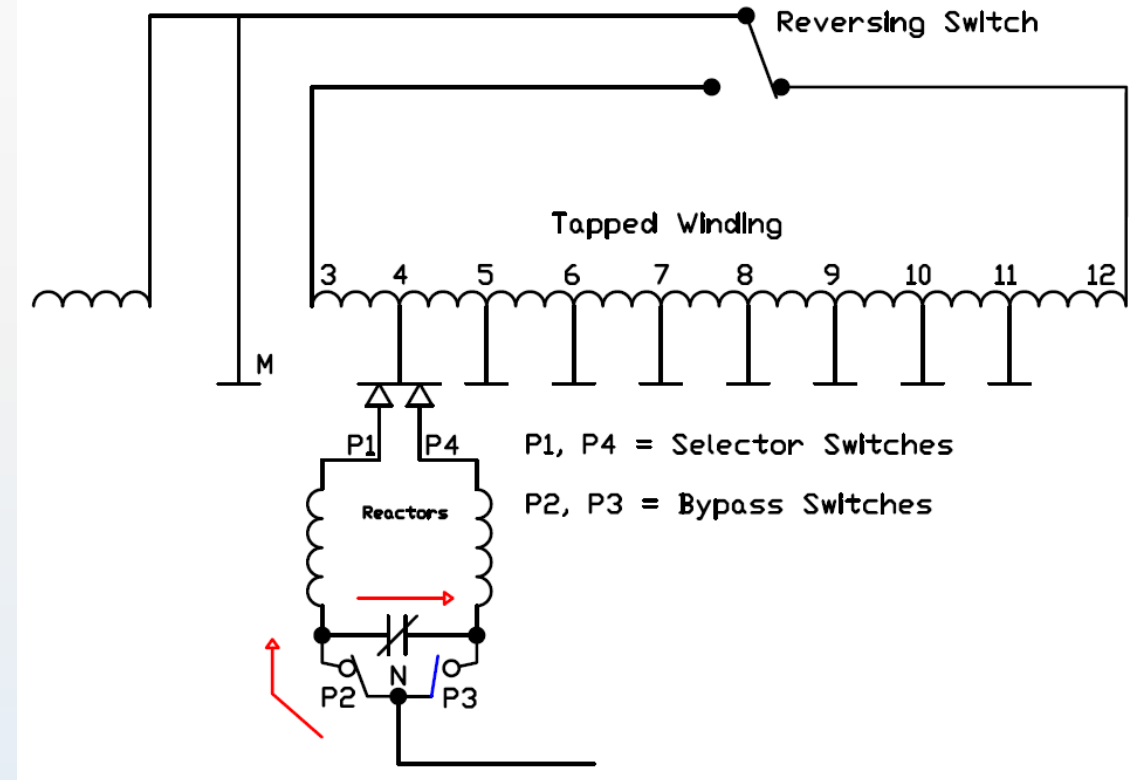 Reversing Switch
Tapped Winding
3 4 5 6 7 8 9 10 11 12
M
P1 P4
P1, P4 = Selector Switches
Reactors
P2, P3 = Bypass Switches
N
P2 P3